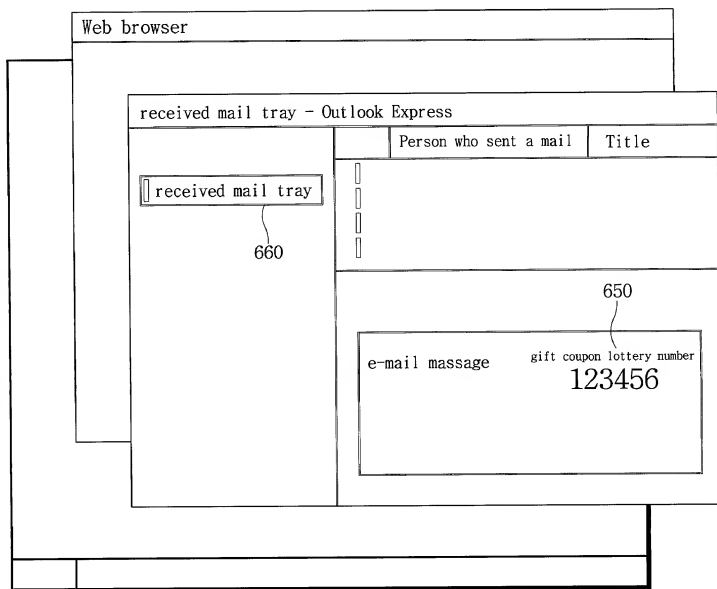 Web browser
received mail tray - Outlook Express
Person who sent a mail
Title
received mail tray
660
650
e-mail massage
gift coupon lottery number
123456